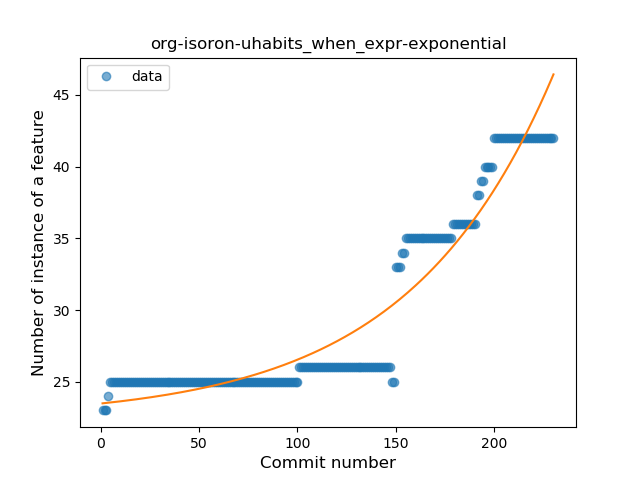 org-isoron-uhabits_when_expr-exponential
data
Number of instance of a feature
45
40
35
30
25
0
50
100
150
200
Commit number